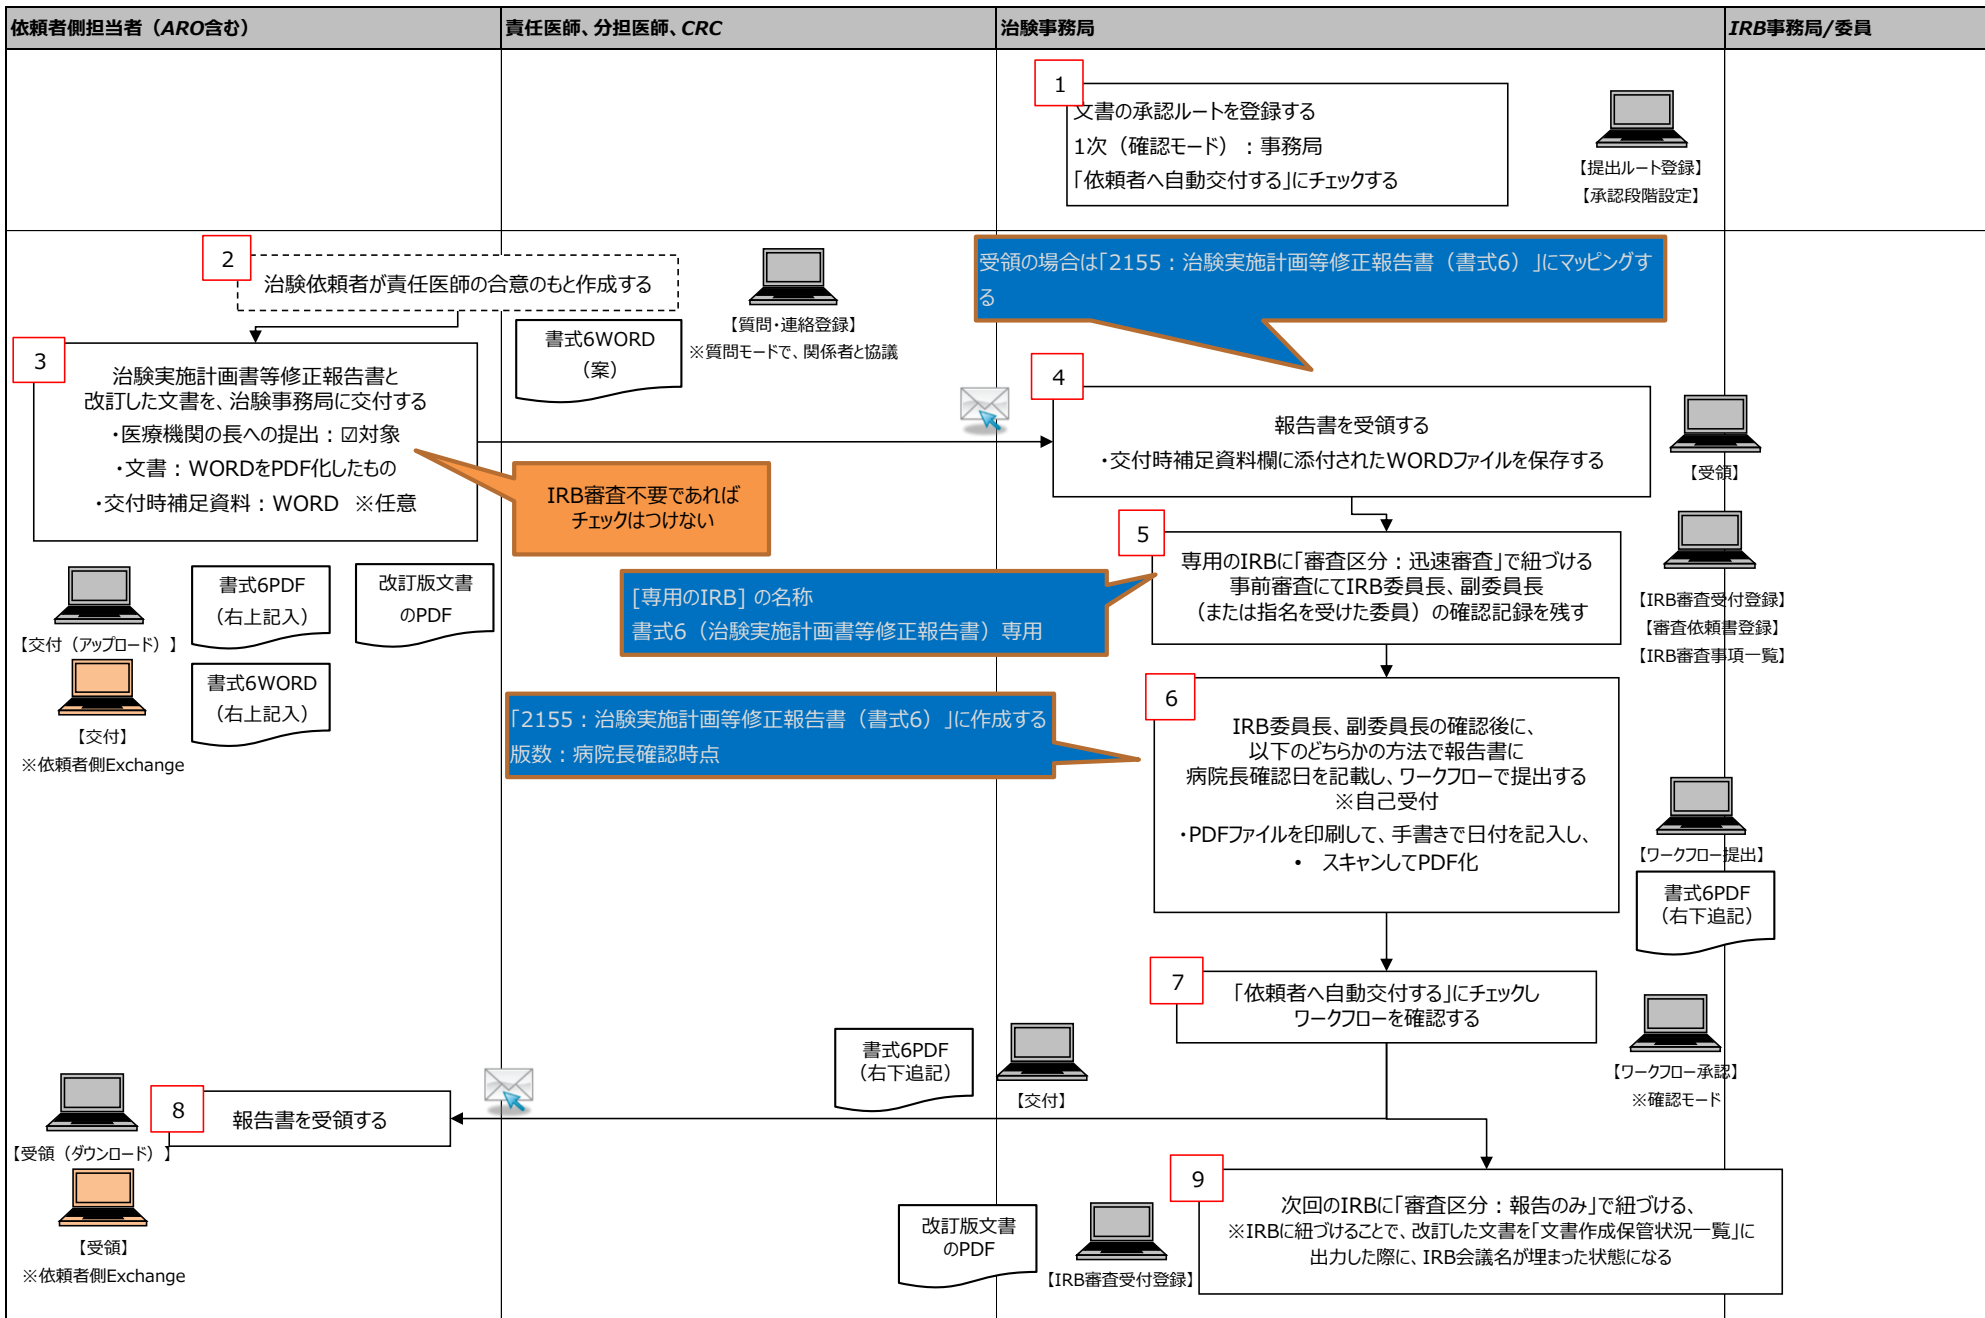 依頼者側担当者（ARO含む）
責任医師、分担医師、CRC
治験事務局
IRB事務局/委員
1
文書の承認ルートを登録する
1次（確認モード）：事務局
「依頼者へ自動交付する」にチェックする
【提出ルート登録】
【承認段階設定】
2
治験依頼者が責任医師の合意のもと作成する
【質問・連絡登録】
※質問モードで、関係者と協議
書式6WORD
（案）
受領の場合は「2155：治験実施計画等修正報告書（書式6）」にマッピングす
る
3
治験実施計画書等修正報告書と
改訂した文書を、治験事務局に交付する
・医療機関の長への提出：☑対象
・文書：WORDをPDF化したもの
・交付時補足資料：WORD　※任意
IRB審査不要であれば
チェックはつけない
4
報告書を受領する
・交付時補足資料欄に添付されたWORDファイルを保存する
【受領】
5
専用のIRBに「審査区分：迅速審査」で紐づける
事前審査にてIRB委員長、副委員長
（または指名を受けた委員）の確認記録を残す
【IRB審査受付登録】
【審査依頼書登録】
【IRB審査事項一覧】
[専用のIRB] の名称
書式6（治験実施計画書等修正報告書）専用
【交付（アップロード）】
書式6PDF
（右上記入）
改訂版文書
のPDF
【交付】
※依頼者側Exchange
書式6WORD
（右上記入）
「2155：治験実施計画等修正報告書（書式6）」に作成する
版数：病院長確認時点
6
IRB委員長、副委員長の確認後に、
以下のどちらかの方法で報告書に
病院長確認日を記載し、ワークフローで提出する
※自己受付
・PDFファイルを印刷して、手書きで日付を記入し、
• スキャンしてPDF化
【ワークフロー提出】
書式6PDF
（右下追記）
7
「依頼者へ自動交付する」にチェックし
ワークフローを確認する
【ワークフロー承認】
※確認モード
書式6PDF
（右下追記）
【交付】
8
報告書を受領する
【受領（ダウンロード）】
【受領】
※依頼者側Exchange
9
次回のIRBに「審査区分：報告のみ」で紐づける、
※IRBに紐づけることで、改訂した文書を「文書作成保管状況一覧」に
出力した際に、IRB会議名が埋まった状態になる
改訂版文書
のPDF
【IRB審査受付登録】